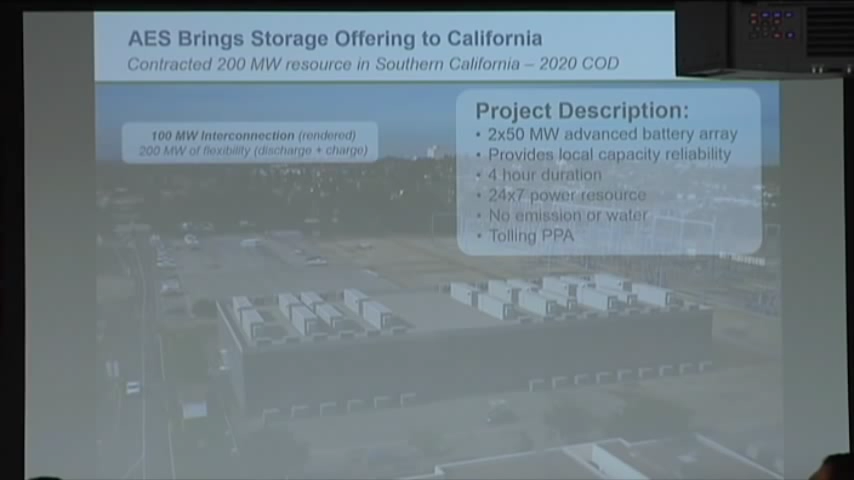 AES Brings Storage Offering to California
Contracted 200 MW resource in Southern California – 2020 COD
100 MW Interconnection (rendered)
200 MW of flexibility (discharge + charge)
Project Description:
• 2x50 MW advanced battery array
• Provides local capacity reliability
• 4 hour duration
• 24x7 power resource
• No emission or water
• Tolling PPA